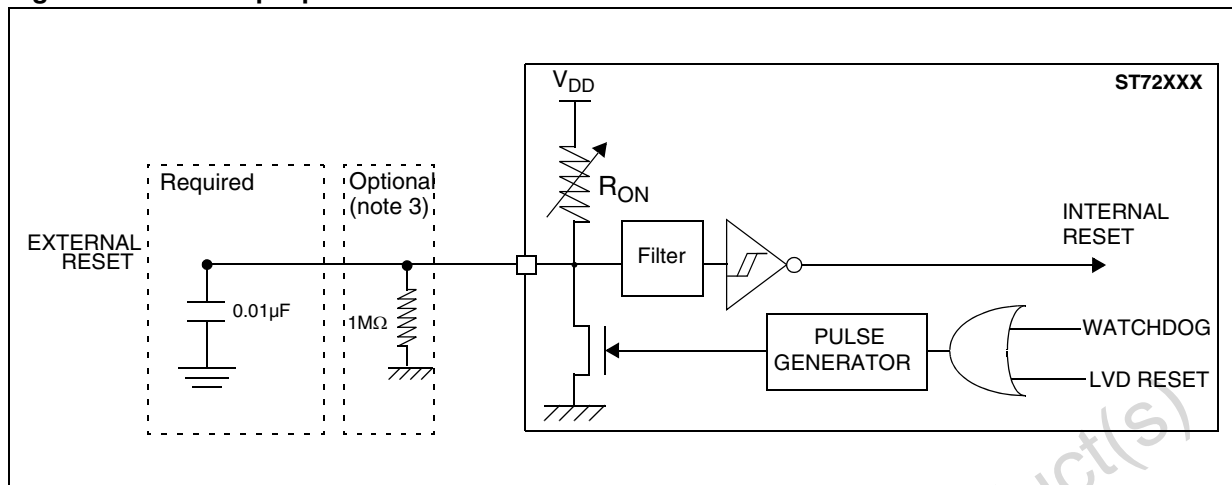 ST72XXX
VDD
RON
Required
Optional
(note 3)
EXTERNAL
RESET
0.01µF
1MΩ
Filter
INTERNAL
RESET
PULSE
GENERATOR
WATCHDOG
LVD RESET